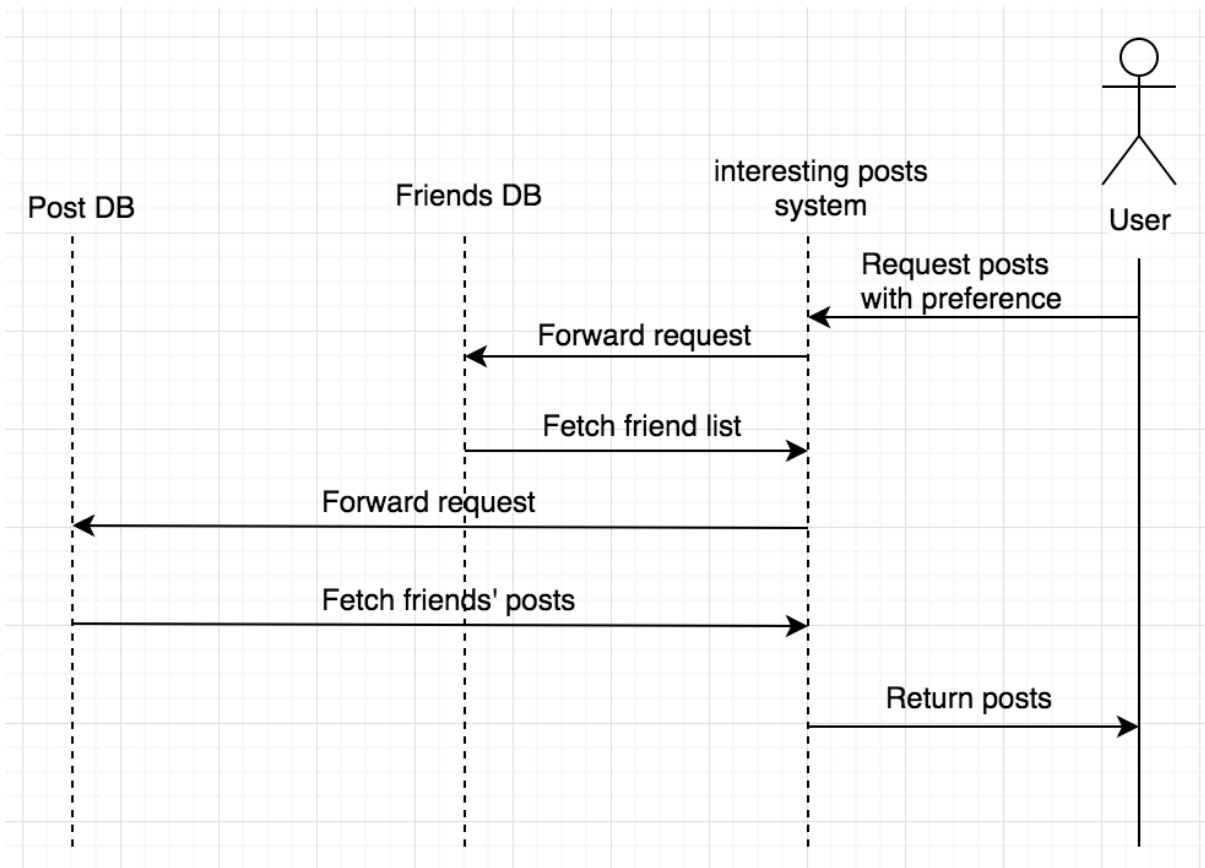 Post DB
Friends DB
interesting posts
system
User
Request posts
with preference
Forward request
Fetch friend list
Forward request
Fetch friends' posts
Return posts